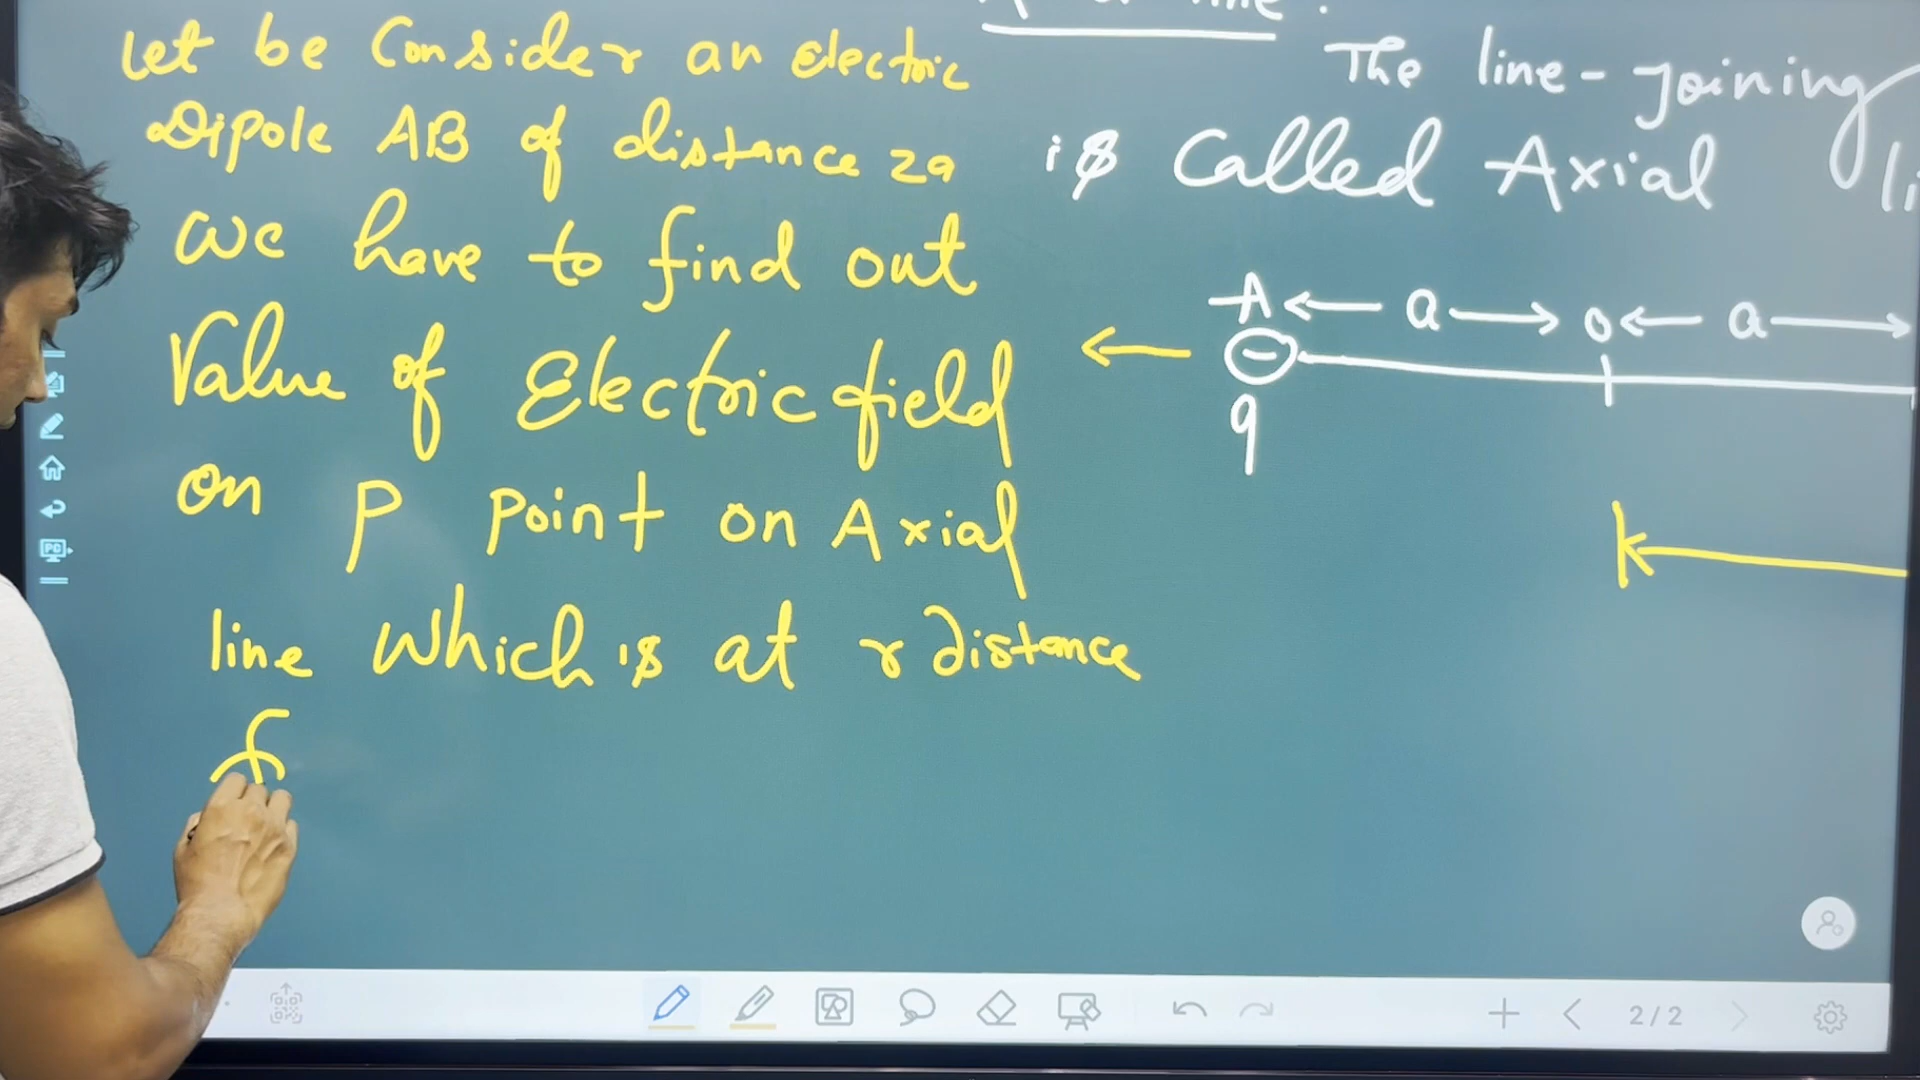 Let be Consider an Electric
Dipole AB of distance 2a
We have to find out
Value of Electric field
on P point on Axial
line Which is at r distance
f
The line-Joining
is Called Axial
A a o a
q
PC
2/2